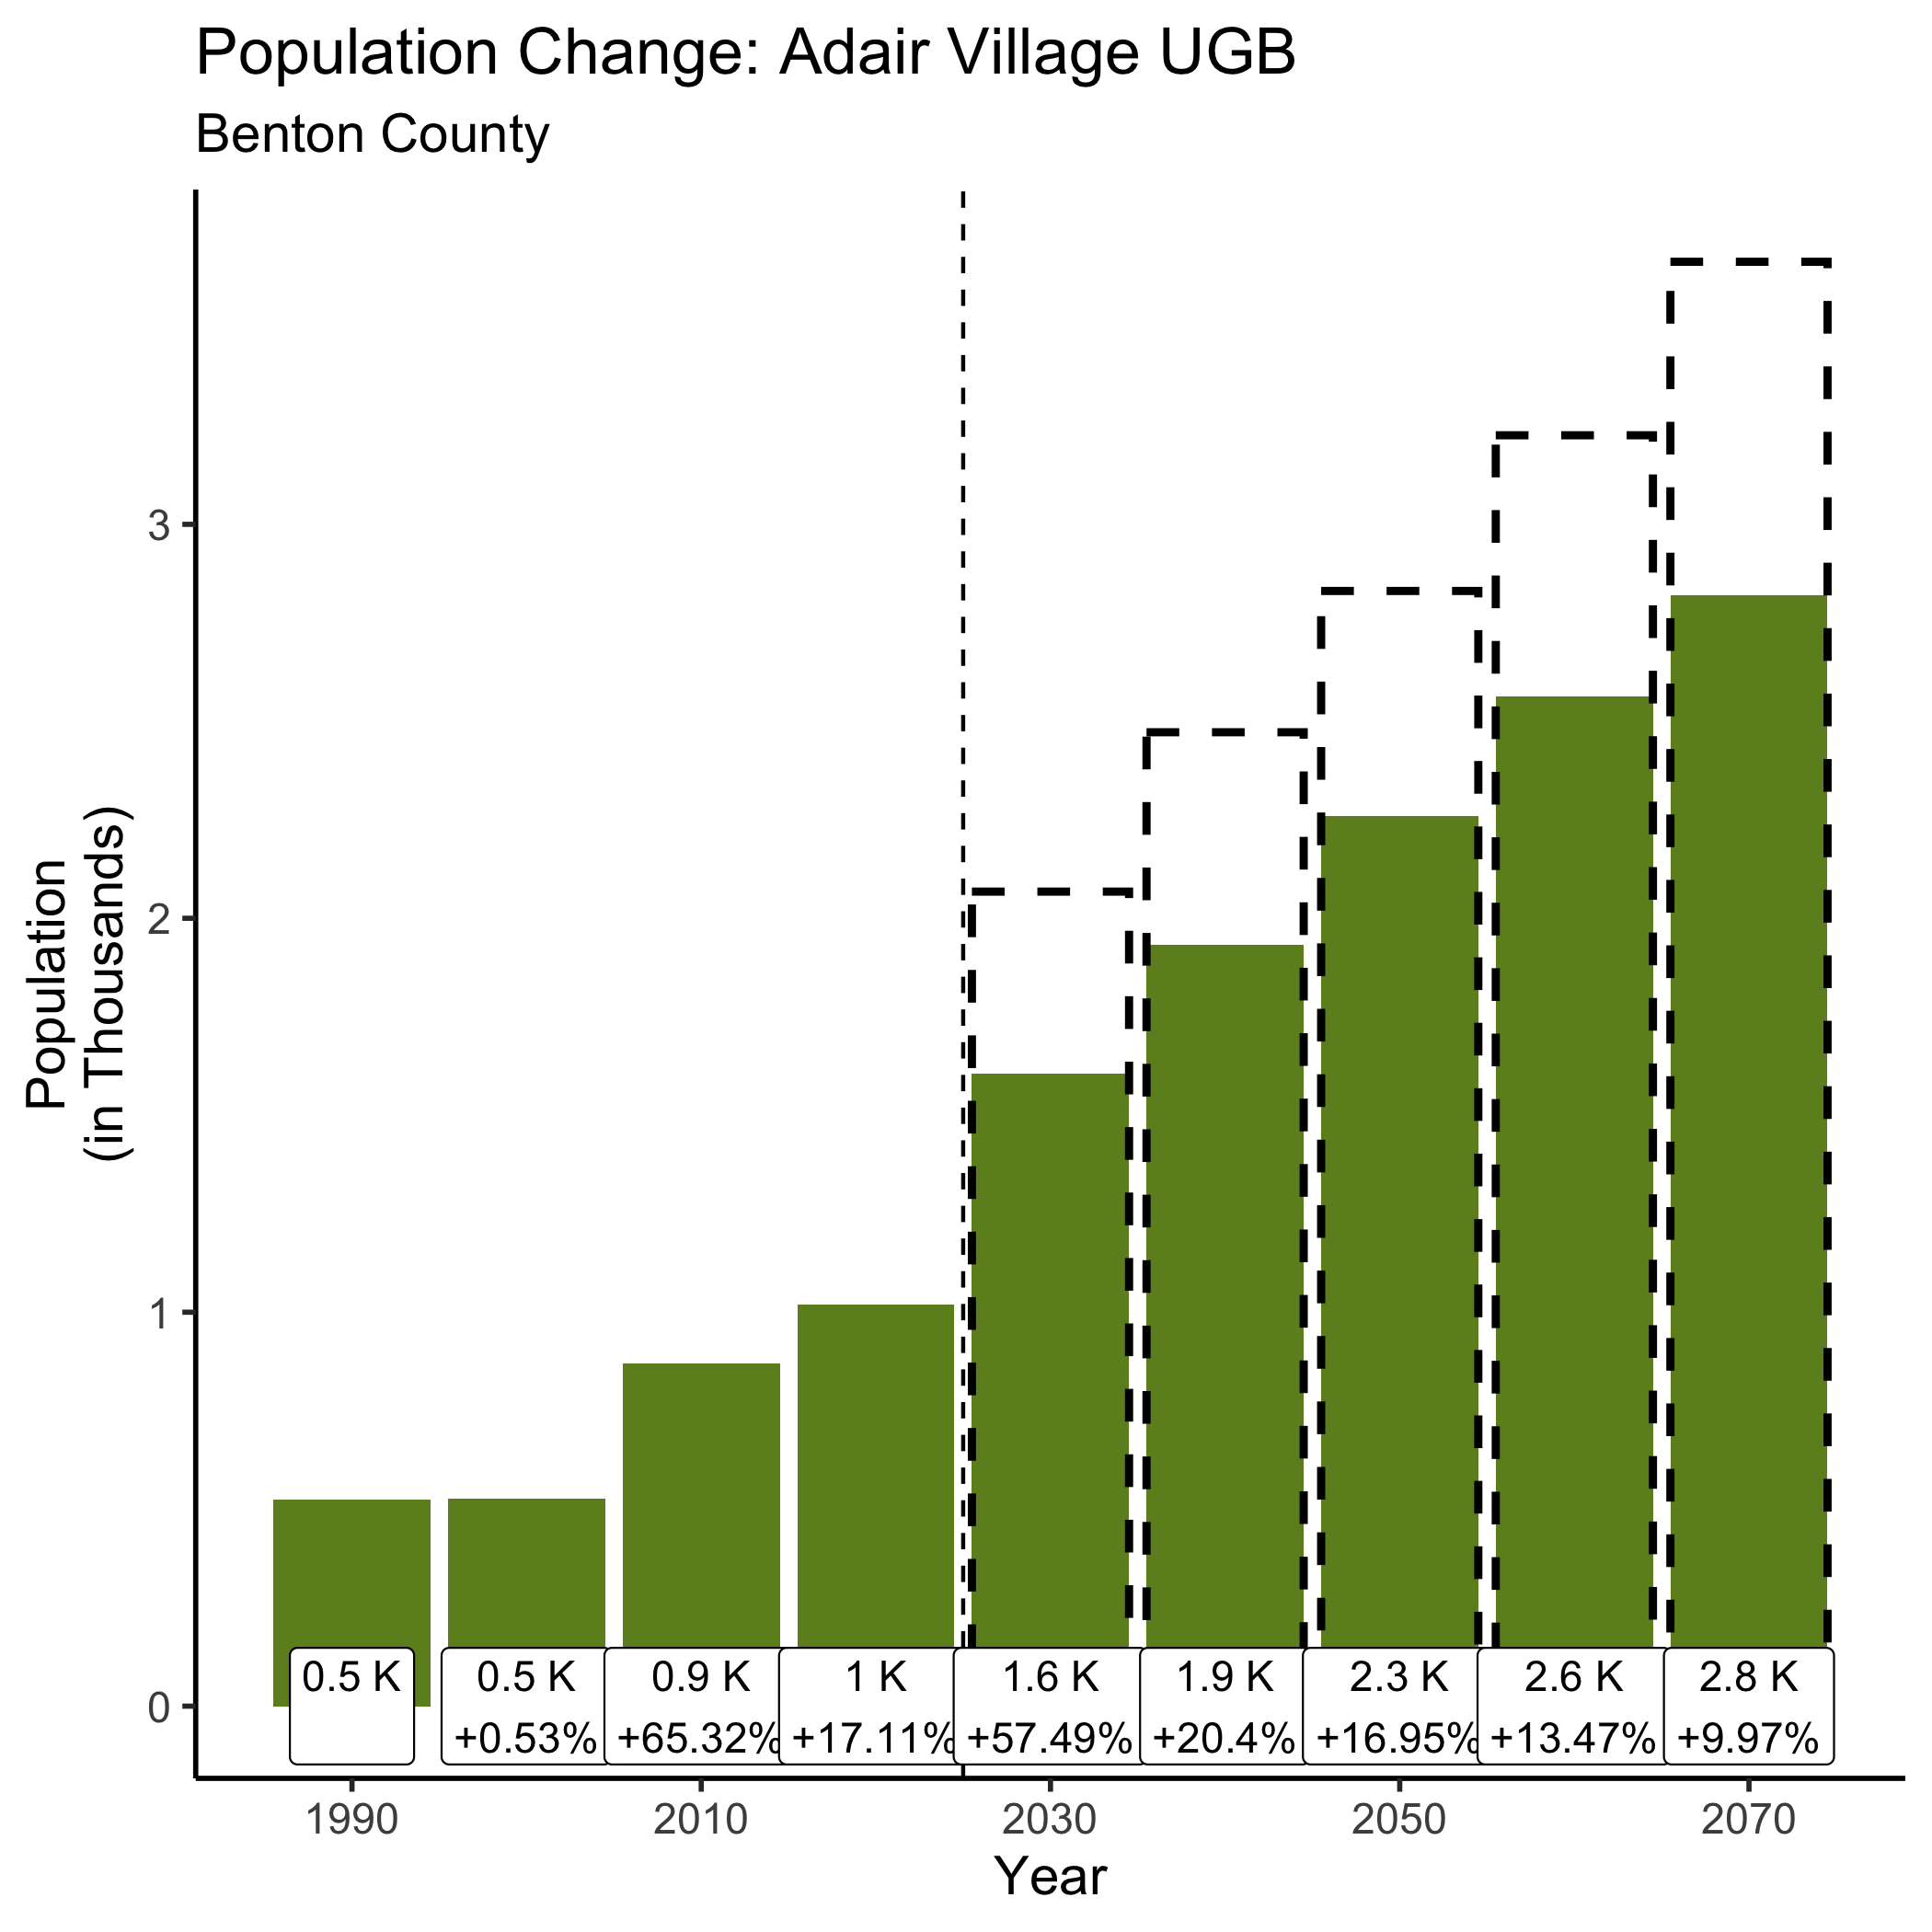 Population Change: Adair Village UGB
Benton County
Population
(in Thousands)
3
2
1
0
0.5 K
0.5 K
+0.53%
0.9 K
+65.32%
1 K
+17.11%
1.6 K
+57.49%
1.9 K
+20.4%
2.3 K
+16.95%
2.6 K
+13.47%
2.8 K
+9.97%
1990 2010 2030 2050 2070
Year